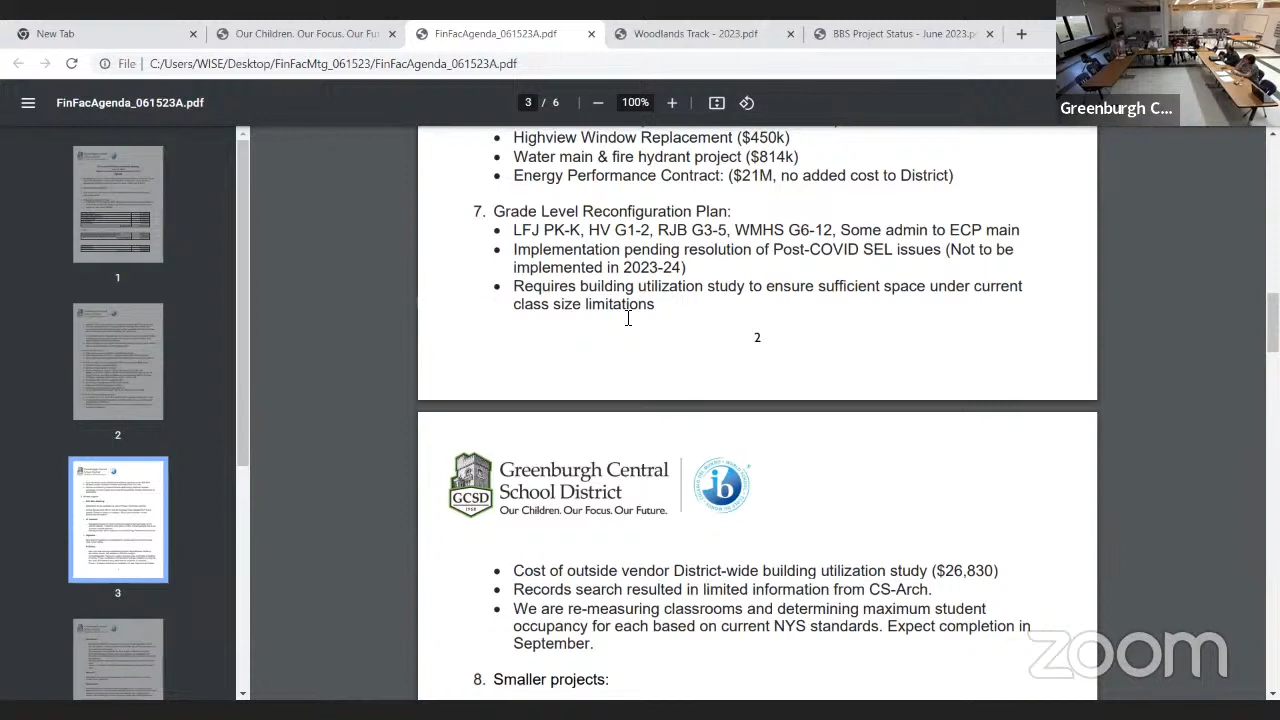 New Tab
Our Children. Our Focus. Our Fut
FinFacAgenda_061523A.pdf
Woodlands Track - 2023.pdf
BBS Project Status - June 2023.p
File | C:/Users/WISE/Desktop/FinFacMtg_061523/FinFacAgenda_061523A.pdf
Greenburgh C...
FinFacAgenda_061523A.pdf
3 / 6
100%
1
2
3
• Highview Window Replacement ($450k)
• Water main & fire hydrant project ($814k)
• Energy Performance Contract: ($21M, no added cost to District)
7. Grade Level Reconfiguration Plan:
• LFJ PK-K, HV G1-2, RJB G3-5, WMHS G6-12, Some admin to ECP main
• Implementation pending resolution of Post-COVID SEL issues (Not to be
implemented in 2023-24)
• Requires building utilization study to ensure sufficient space under current
class size limitations
2
GCSD
1968
Greenburgh Central
School District
Our Children. Our Focus. Our Future.
• Cost of outside vendor District-wide building utilization study ($26,830)
• Records search resulted in limited information from CS-Arch.
• We are re-measuring classrooms and determining maximum student
occupancy for each based on current NYS standards. Expect completion in
September.
8. Smaller projects:
zoom